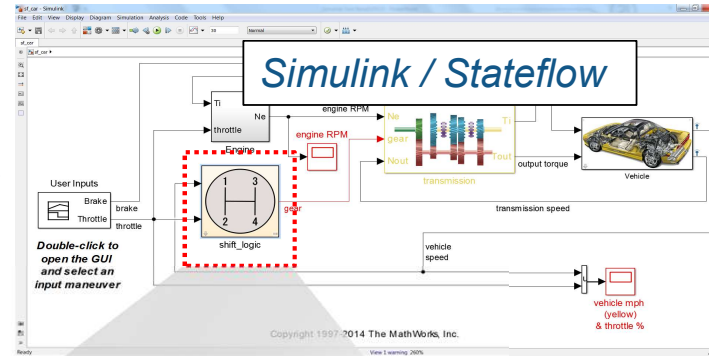 sf_car - Simulink
File Edit View Display Diagram Simulation Analysis Code Tools Help
30
Normal
sf_car
sf_car
Simulink / Stateflow
Ti
throttle
Ne
Engine
engine RPM
engine RPM
Ne
gear
Nout
Ti
Tout
transmission
output torque
Vehicle
User Inputs
Brake
Throttle
brake
throttle
1 3
2 4
shift_logic
gear
transmission speed
Double-click to
open the GUI
and select an
input maneuver
vehicle
speed
vehicle mph
(yellow)
& throttle %
Copyright 1997-2014 The MathWorks, Inc.
Ready
View 1 warning 260%